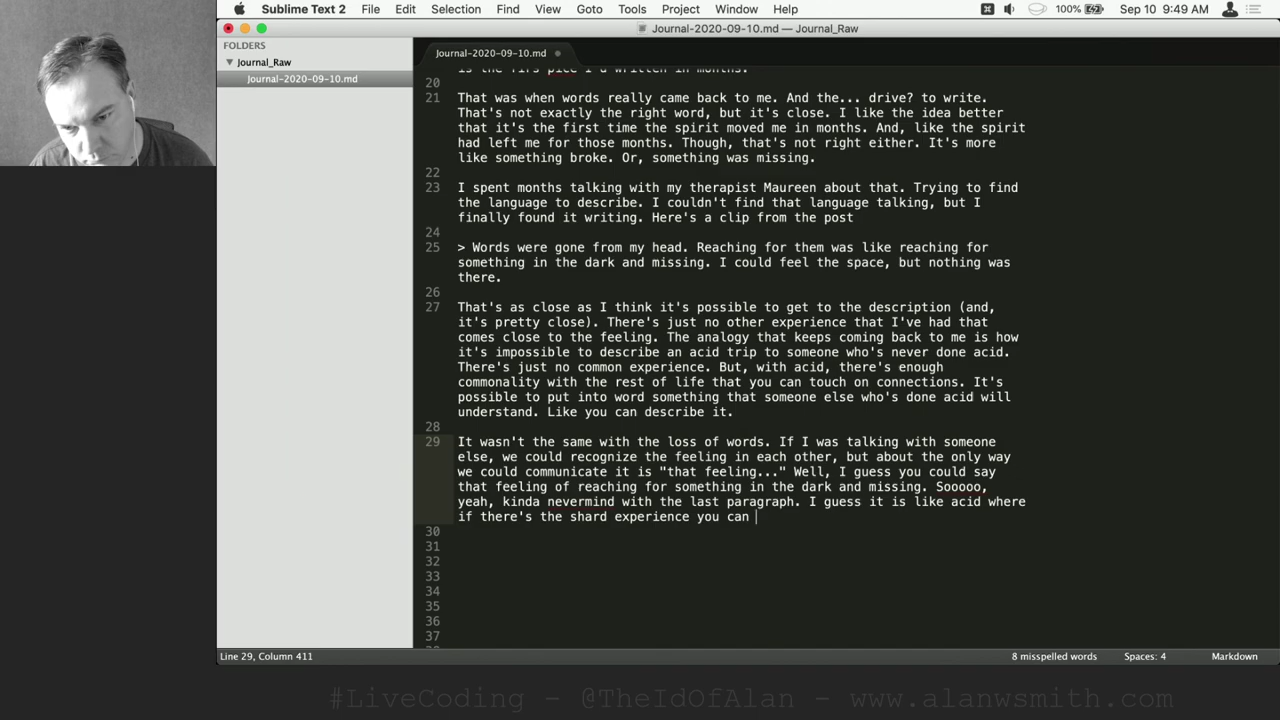 Sublime Text 2 File Edit Selection Find View Goto Tools Project Window Help 100% Sep 10 9:49 AM
Journal-2020-09-10.md — Journal_Raw
FOLDERS
Journal_Raw
Journal-2020-09-10.md
Journal-2020-09-10.md
is the firs pice I'd written in months.
20
21 That was when words really came back to me. And the... drive? to write.
That's not exactly the right word, but it's close. I like the idea better
that it's the first time the spirit moved me in months. And, like the spirit
had left me for those months. Though, that's not right either. It's more
like something broke. Or, something was missing.
22
23 I spent months talking with my therapist Maureen about that. Trying to find
the language to describe. I couldn't find that language talking, but I
finally found it writing. Here's a clip from the post
24
25 > Words were gone from my head. Reaching for them was like reaching for
something in the dark and missing. I could feel the space, but nothing was
there.
26
27 That's as close as I think it's possible to get to the description (and,
it's pretty close). There's just no other experience that I've had that
comes close to the feeling. The analogy that keeps coming back to me is how
it's impossible to describe an acid trip to someone who's never done acid.
There's just no common experience. But, with acid, there's enough
commonality with the rest of life that you can touch on connections. It's
possible to put into word something that someone else who's done acid will
understand. Like you can describe it.
28
29 It wasn't the same with the loss of words. If I was talking with someone
else, we could recognize the feeling in each other, but about the only way
we could communicate it is "that feeling..." Well, I guess you could say
that feeling of reaching for something in the dark and missing. Sooooo,
yeah, kinda nevermind with the last paragraph. I guess it is like acid where
if there's the shard experience you can
30
31
32
33
34
35
36
37
Line 29, Column 411 8 misspelled words Spaces: 4 Markdown
#LiveCoding - @TheIdOfAlan - www.alanwsmith.com